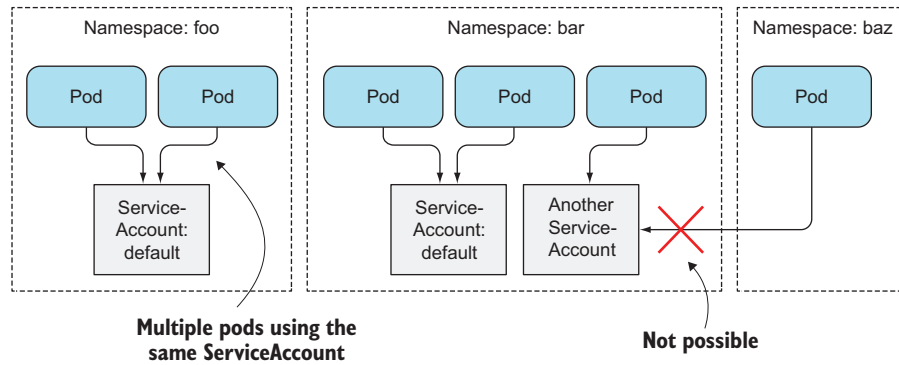 Namespace: foo
Namespace: bar
Namespace: baz
Pod
Pod
Pod
Pod
Pod
Pod
Service-
Account:
default
Service-
Account:
default
Another
Service-
Account
Multiple pods using the
same ServiceAccount
Not possible